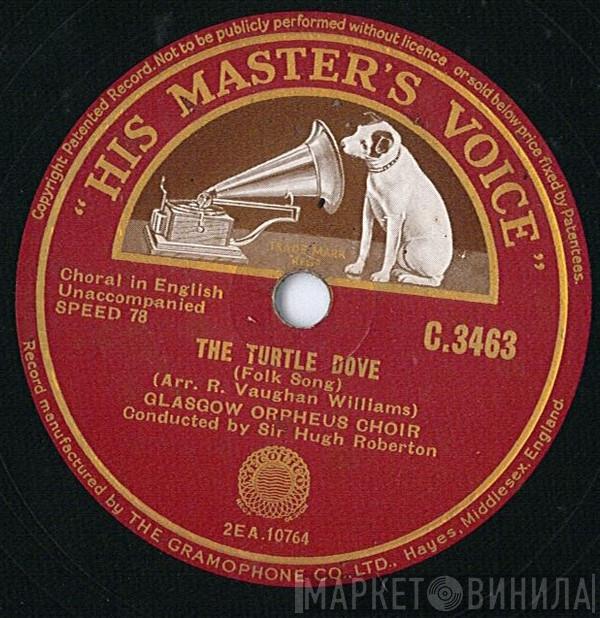 Copyright Patented Record. Not to be publicly performed without licence or sold below price fixed by Patentees.
"HIS MASTER'S VOICE"
TRADE MARK
REGD
Choral in English
Unaccompanied
SPEED 78
C.3463
THE TURTLE DOVE
(Folk Song)
(Arr. R. Vaughan Williams)
GLASGOW ORPHEUS CHOIR
Conducted by Sir Hugh Roberton
2EA.10764
Record manufactured by THE GRAMOPHONE CO. LTD., Hayes, Middlesex, England.
МАРКЕТ ВИНИЛА